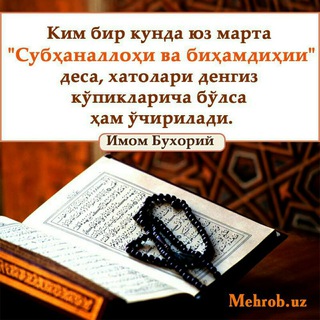 Ким бир кунда юз марта
"Субҳаналлоҳи ва биҳамдиҳии"
деса, хатолари денгиз
кўпикларича бўлса
ҳам ўчирилади.
Имом Бухорий
Mehrob.uz